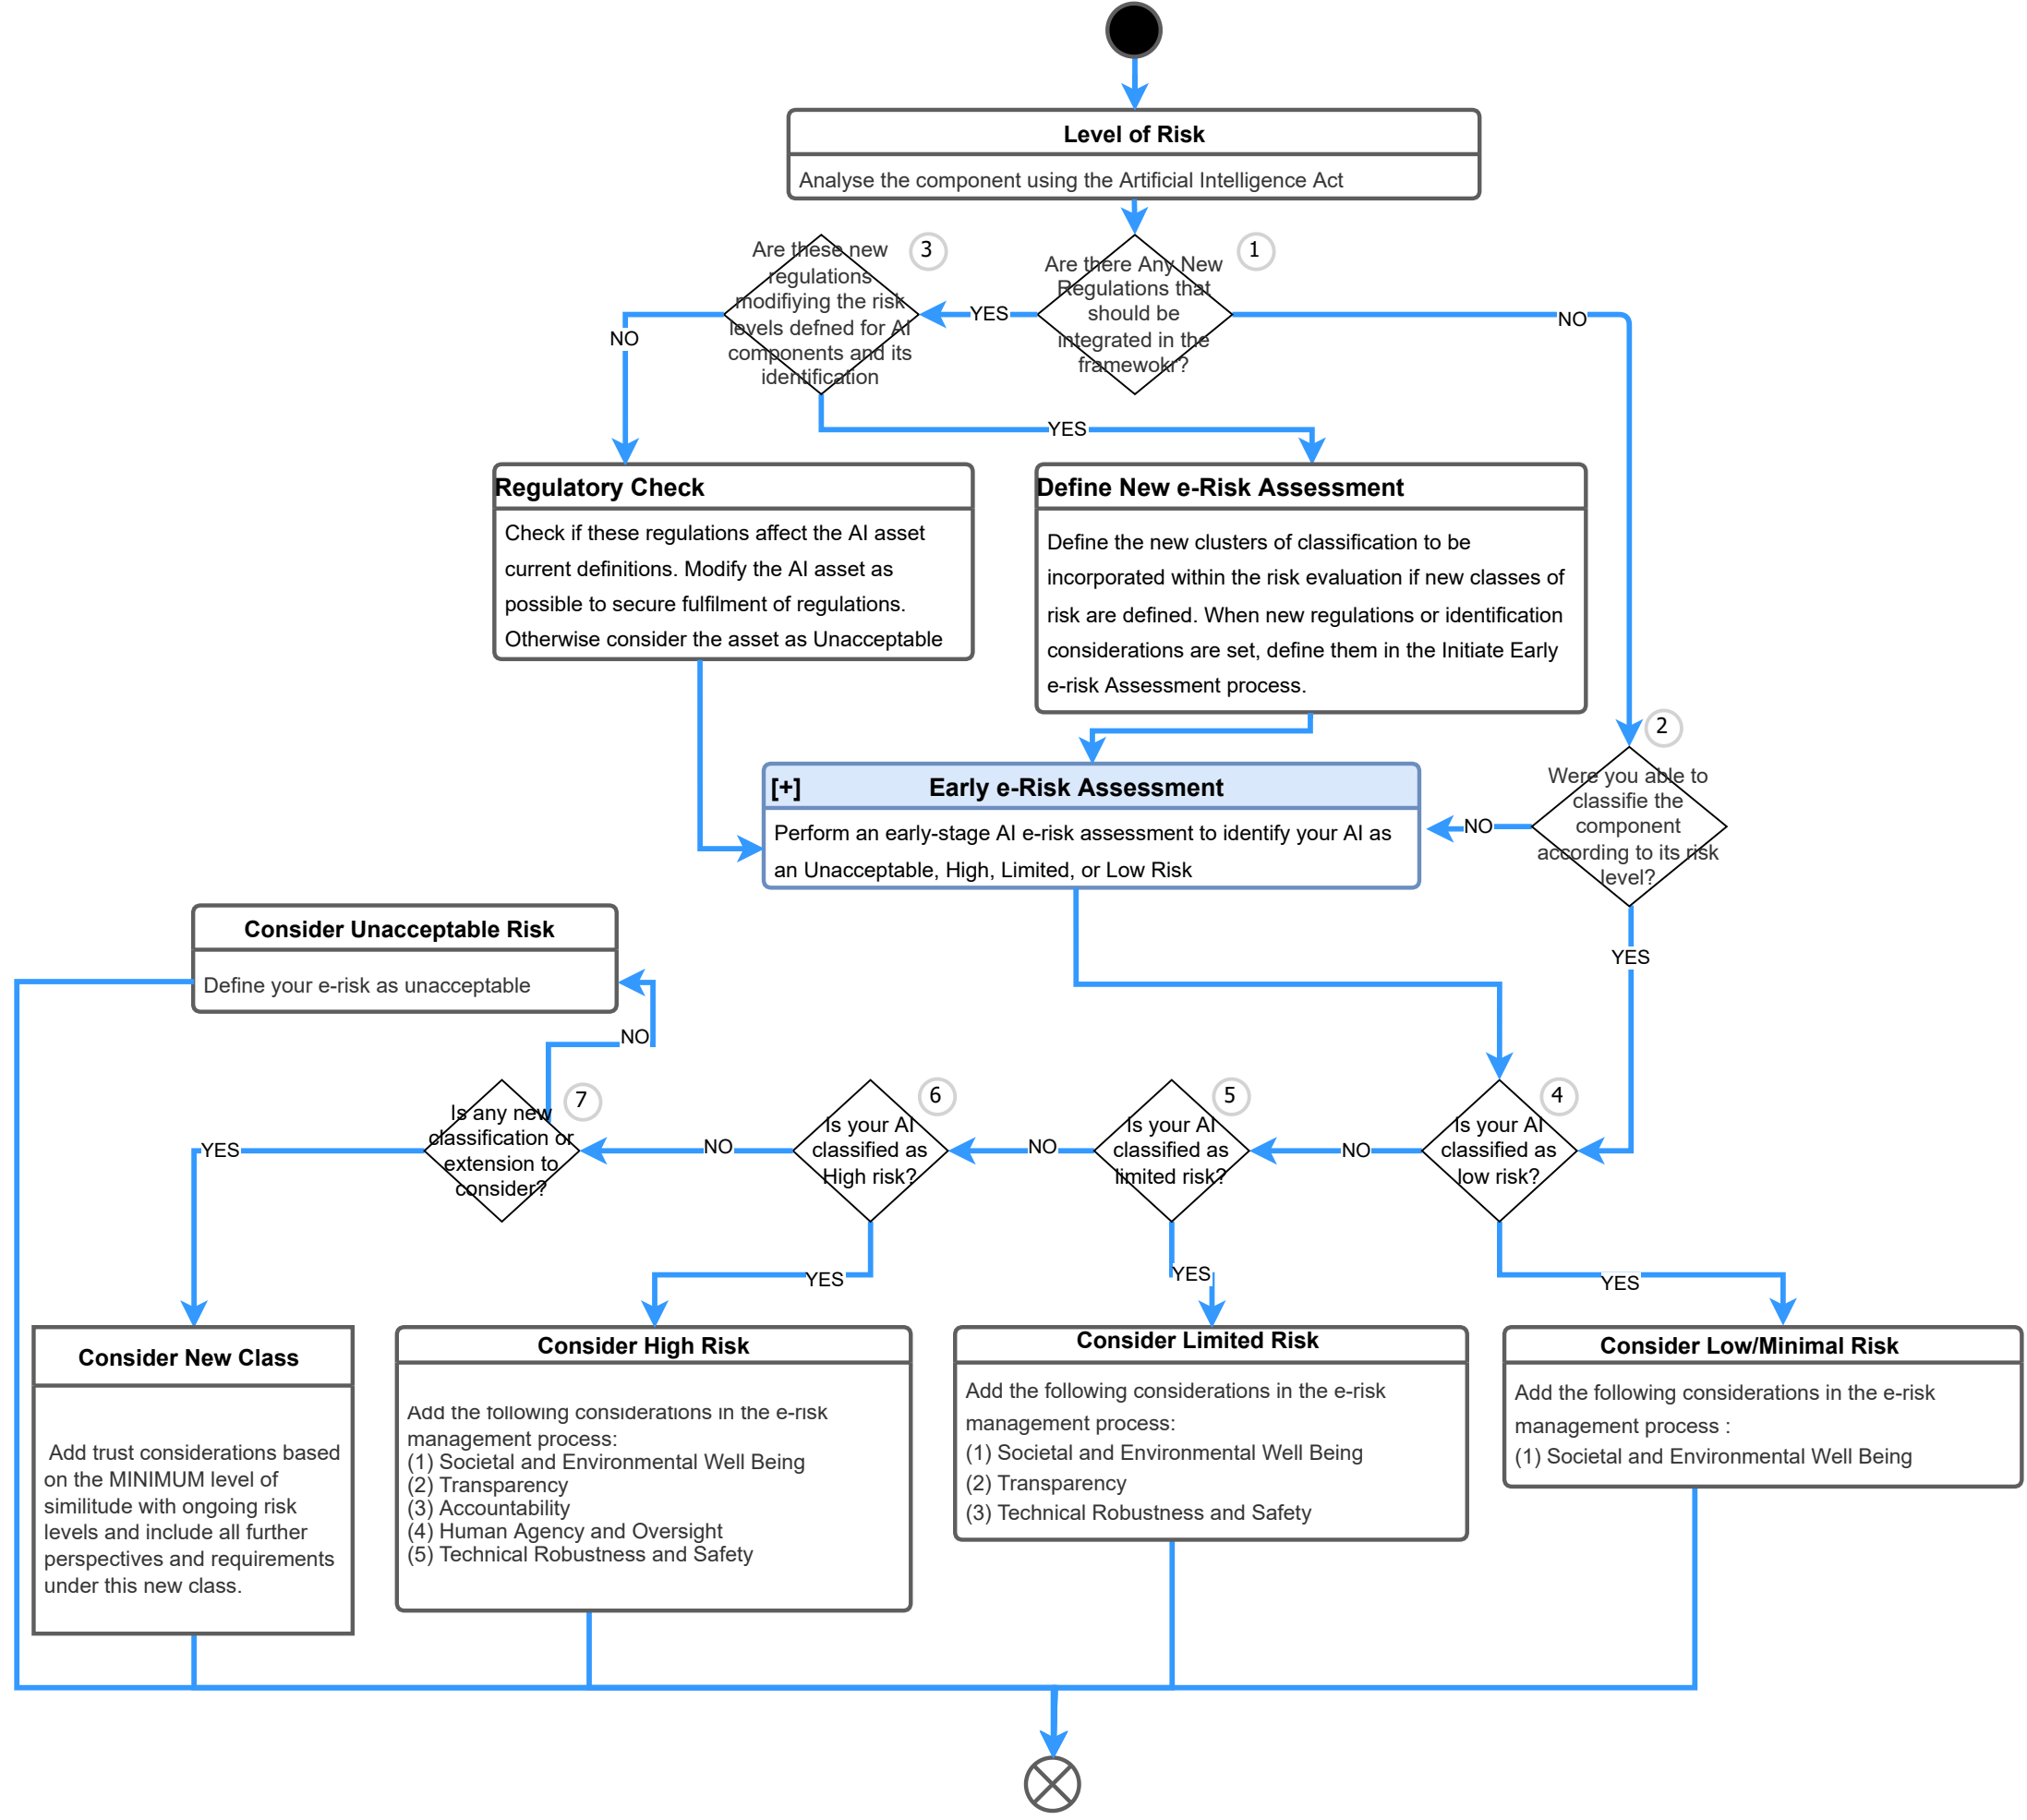 Level of Risk
Analyse the component using the Artificial Intelligence Act
3
Are these new
regulations
modifiying the risk
levels defned for AI
components and its
identification
1
Are there Any New
Regulations that
should be
integrated in the
framewokr?
YES
NO
NO
YES
Regulatory Check
Check if these regulations affect the AI asset
current definitions. Modify the AI asset as
possible to secure fulfilment of regulations.
Otherwise consider the asset as Unacceptable
Define New e-Risk Assessment
Define the new clusters of classification to be
incorporated within the risk evaluation if new classes of
risk are defined. When new regulations or identification
considerations are set, define them in the Initiate Early
e-risk Assessment process.
2
Were you able to
classifie the
component
according to its risk
level?
NO
YES
[+] Early e-Risk Assessment
Perform an early-stage AI e-risk assessment to identify your AI as
an Unacceptable, High, Limited, or Low Risk
Consider Unacceptable Risk
Define your e-risk as unacceptable
NO
7
Is any new
classification or
extension to
consider?
YES
NO
6
Is your AI
classified as
High risk?
NO
5
Is your AI
classified as
limited risk?
NO
4
Is your AI
classified as
low risk?
YES
YES
YES
Consider New Class
Add trust considerations based
on the MINIMUM level of
similitude with ongoing risk
levels and include all further
perspectives and requirements
under this new class.
Consider High Risk
Add the following considerations in the e-risk
management process:
(1) Societal and Environmental Well Being
(2) Transparency
(3) Accountability
(4) Human Agency and Oversight
(5) Technical Robustness and Safety
Consider Limited Risk
Add the following considerations in the e-risk
management process:
(1) Societal and Environmental Well Being
(2) Transparency
(3) Technical Robustness and Safety
Consider Low/Minimal Risk
Add the following considerations in the e-risk
management process :
(1) Societal and Environmental Well Being